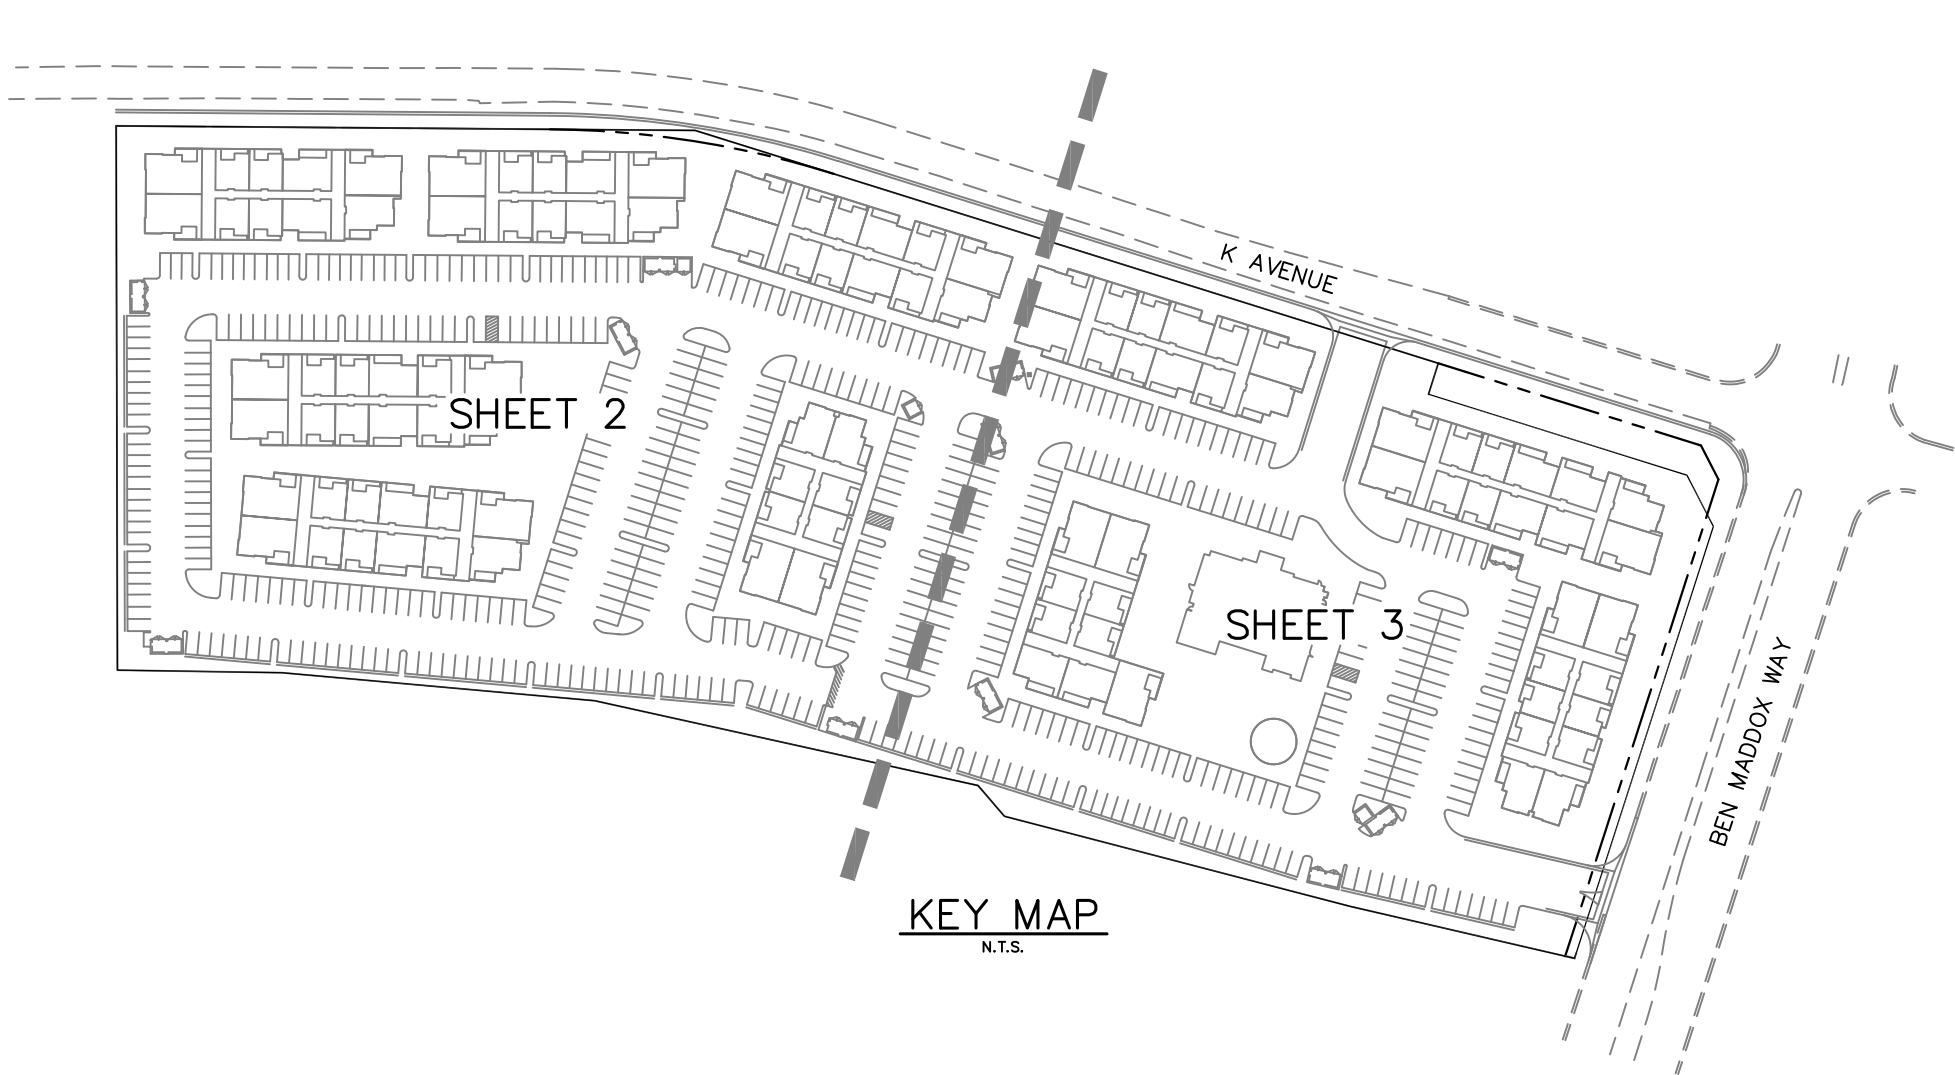 K AVENUE
SHEET 2
SHEET 3
BEN MADDOX WAY
KEY MAP
N.T.S.